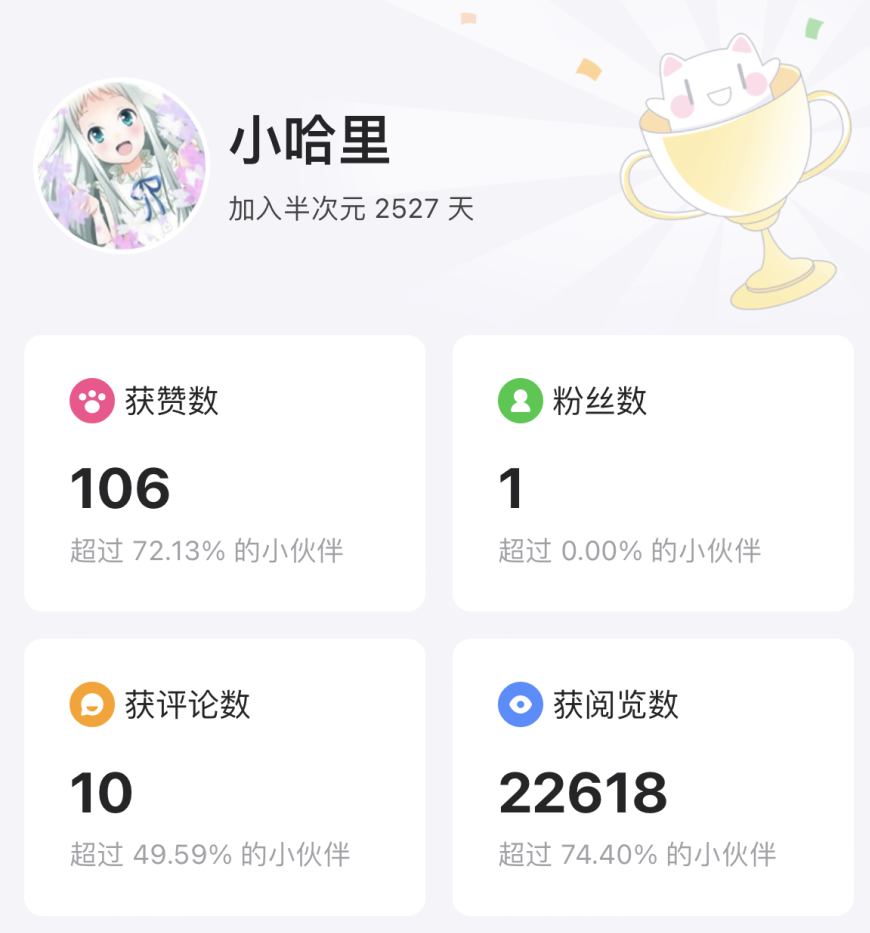 小哈里
加入半次元 2527 天
获赞数
106
超过 72.13% 的小伙伴
粉丝数
1
超过 0.00% 的小伙伴
获评论数
10
超过 49.59% 的小伙伴
获阅览数
22618
超过 74.40% 的小伙伴